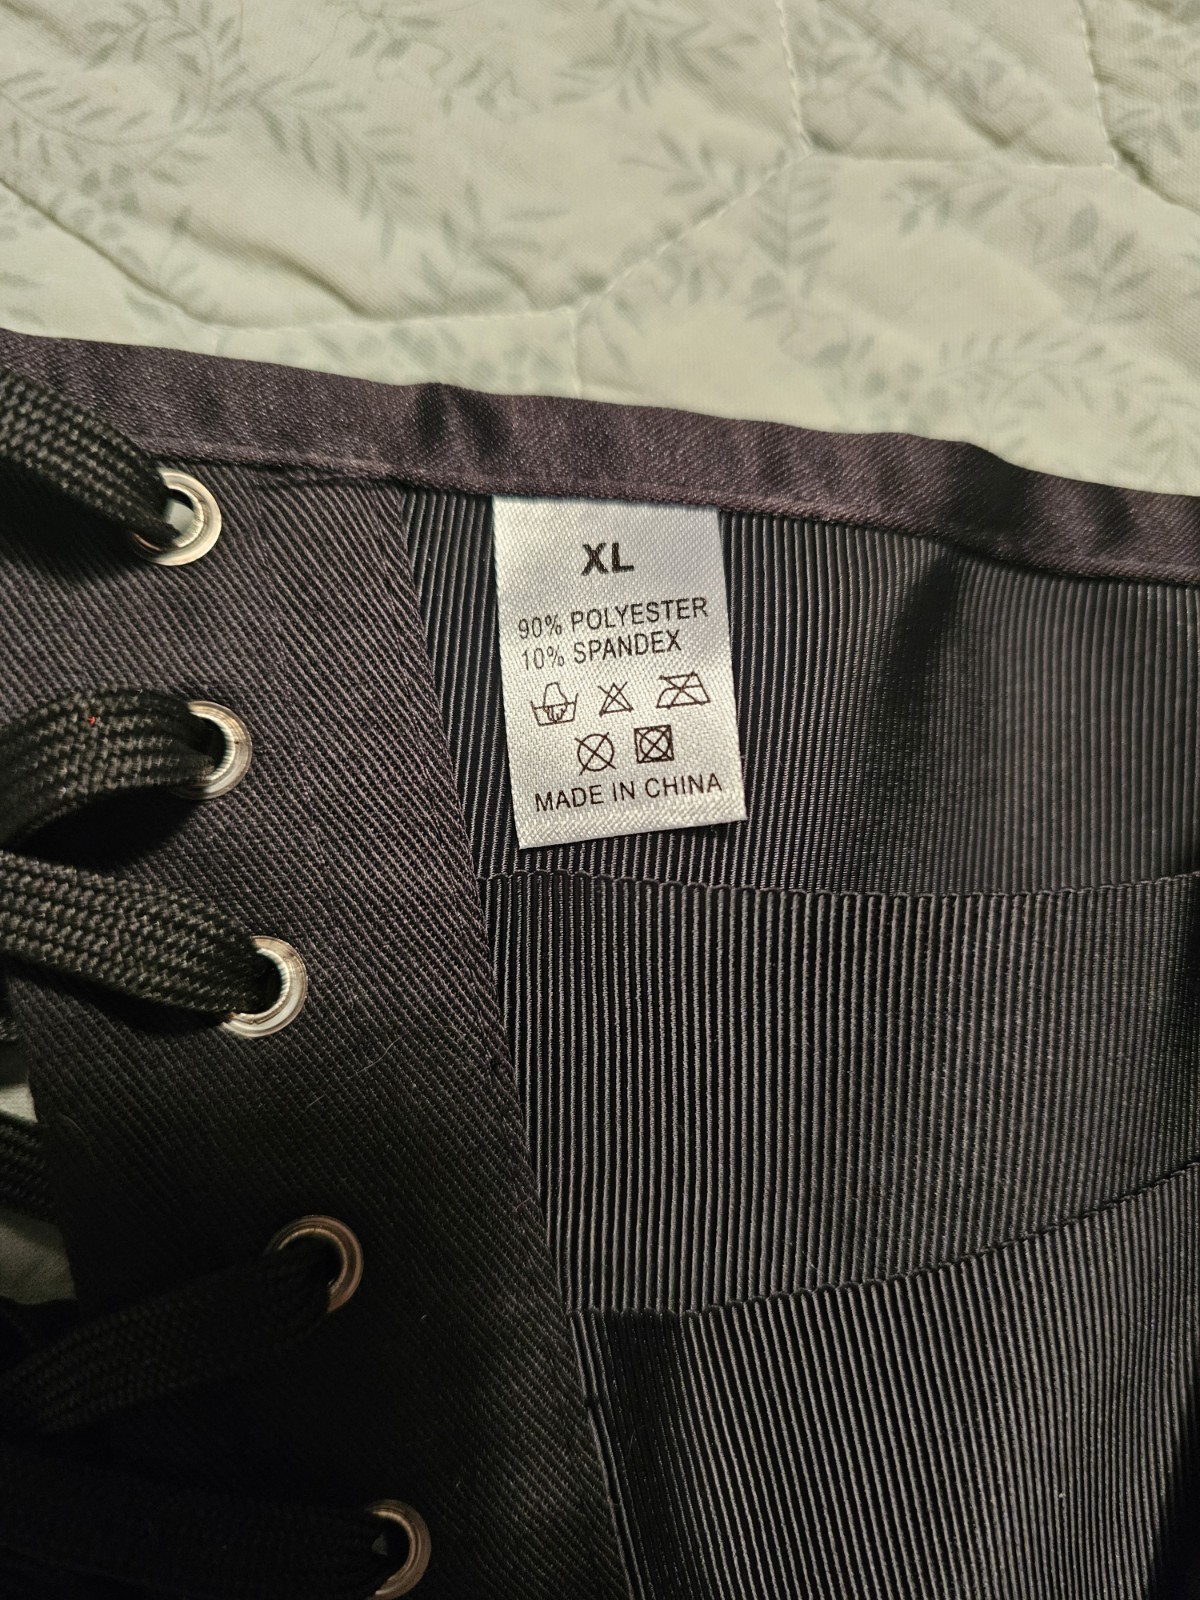 XL
90% POLYESTER
10% SPANDEX
MADE IN CHINA